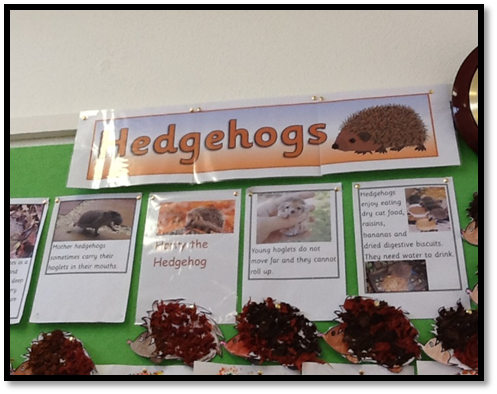 Hedgehogs
Mother hedgehogs
sometimes carry their
hoglets in their mouths.
Henry the
Hedgehog
Young hoglets do not
move far and they cannot
roll up.
Hedgehogs
enjoy eating
dry cat food,
raisins,
bananas and
dried digestive biscuits.
They need water to drink.